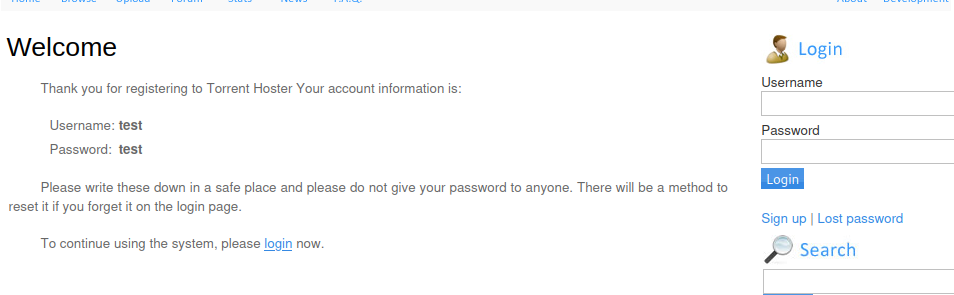 Home Browse Upload Forum Stats News F.A.Q. About Development
Welcome
Thank you for registering to Torrent Hoster Your account information is:
Username: test
Password: test
Please write these down in a safe place and please do not give your password to anyone. There will be a method to
reset it if you forget it on the login page.
To continue using the system, please login now.
Login
Username
Password
Login
Sign up | Lost password
Search